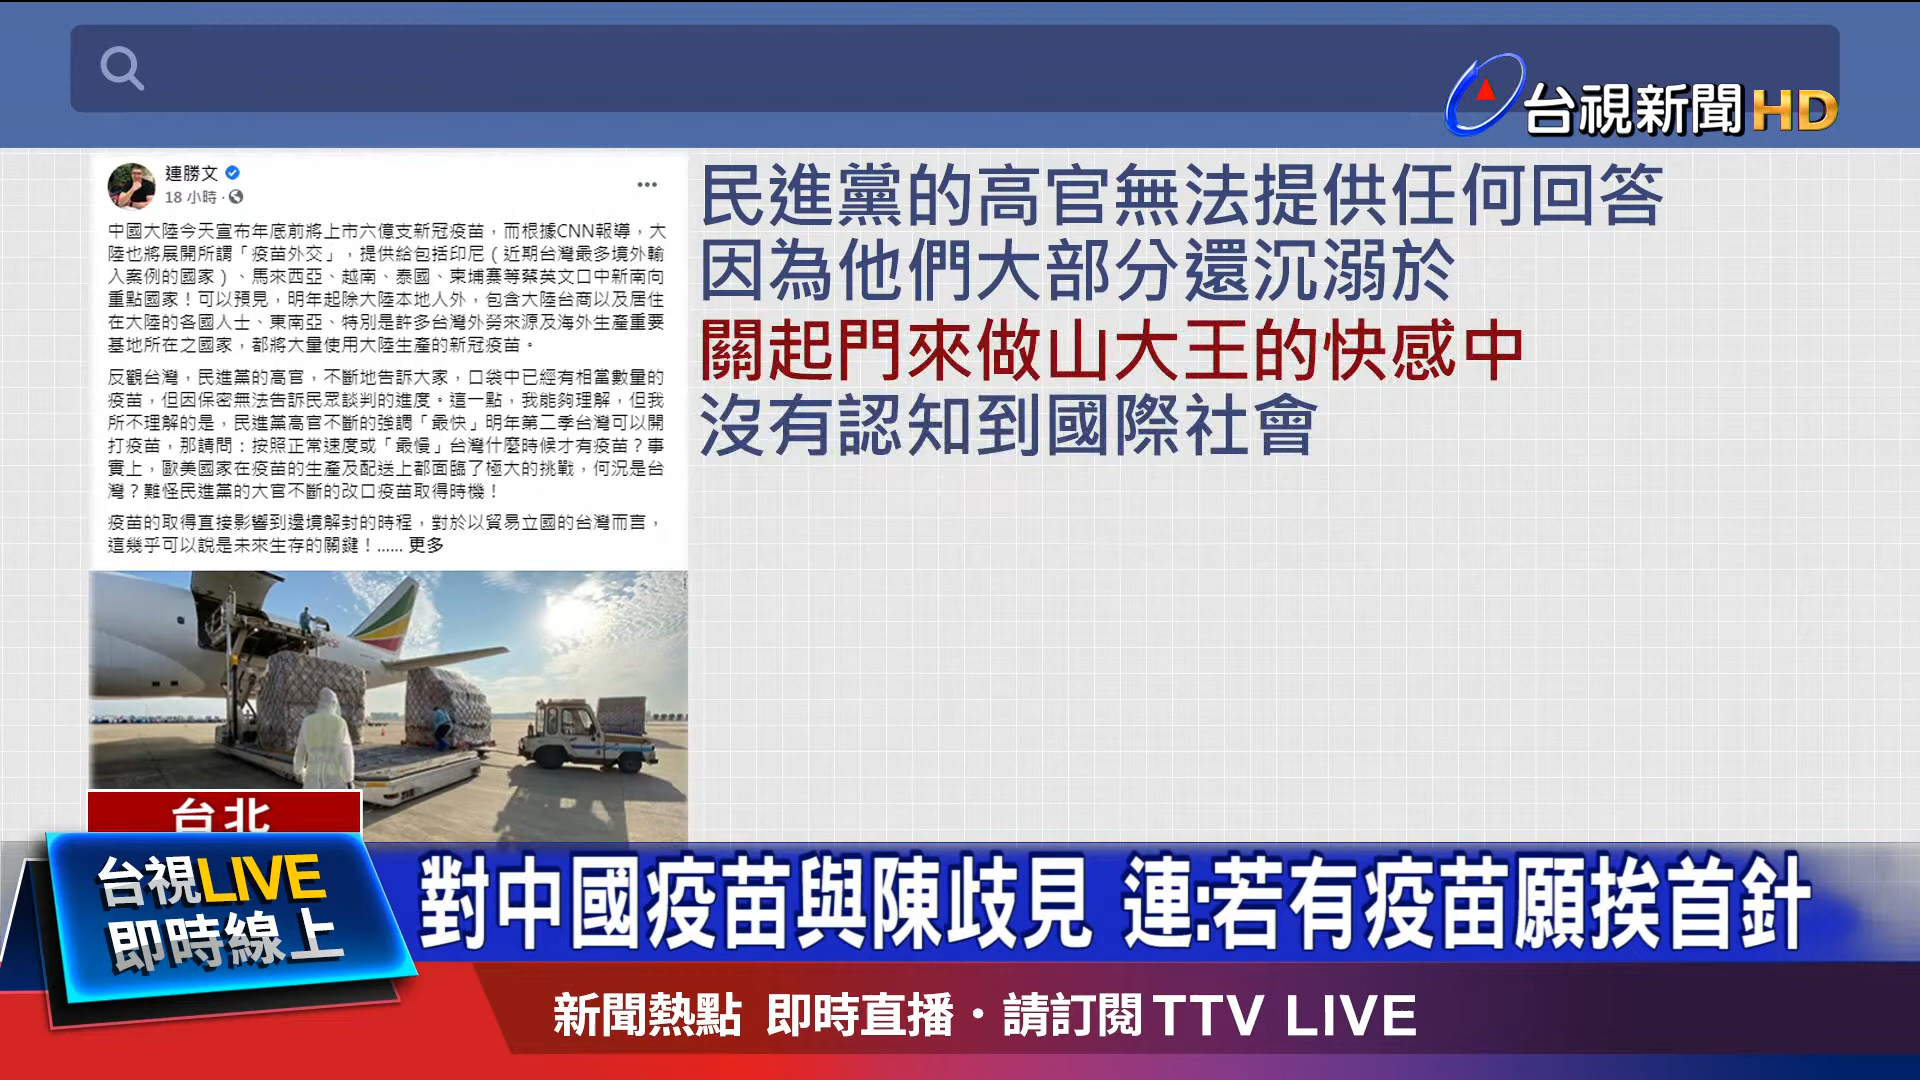 台視新聞HD
連勝文
18 小時 ·
中國大陸今天宣布年底前將上市六億支新冠疫苗，而根據CNN報導，大
陸也將展開所謂「疫苗外交」，提供給包括印尼（近期台灣最多境外輸
入案例的國家）、馬來西亞、越南、泰國、柬埔寨等蔡英文口中新南向
重點國家！可以預見，明年起除大陸本地人外，包含大陸台商以及居住
在大陸的各國人士、東南亞、特別是許多台灣外勞來源及海外生產重要
基地所在之國家，都將大量使用大陸生產的新冠疫苗。
反觀台灣，民進黨的高官，不斷地告訴大家，口袋中已經有相當數量的
疫苗，但因保密無法告訴民眾談判的進度。這一點，我能夠理解，但我
所不理解的是，民進黨高官不斷的強調「最快」明年第二季台灣可以開
打疫苗，那請問：按照正常速度或「最慢」台灣什麼時候才有疫苗？事
實上，歐美國家在疫苗的生產及配送上都面臨了極大的挑戰，何況是台
灣？難怪民進黨的大官不斷的改口疫苗取得時機！
疫苗的取得直接影響到邊境解封的時程，對於以貿易立國的台灣而言，
這幾乎可以說是未來生存的關鍵！...... 更多
民進黨的高官無法提供任何回答
因為他們大部分還沉溺於
關起門來做山大王的快感中
沒有認知到國際社會
台北
台視LIVE
即時線上
對中國疫苗與陳歧見 連:若有疫苗願挨首針
新聞熱點 即時直播・請訂閱TTV LIVE